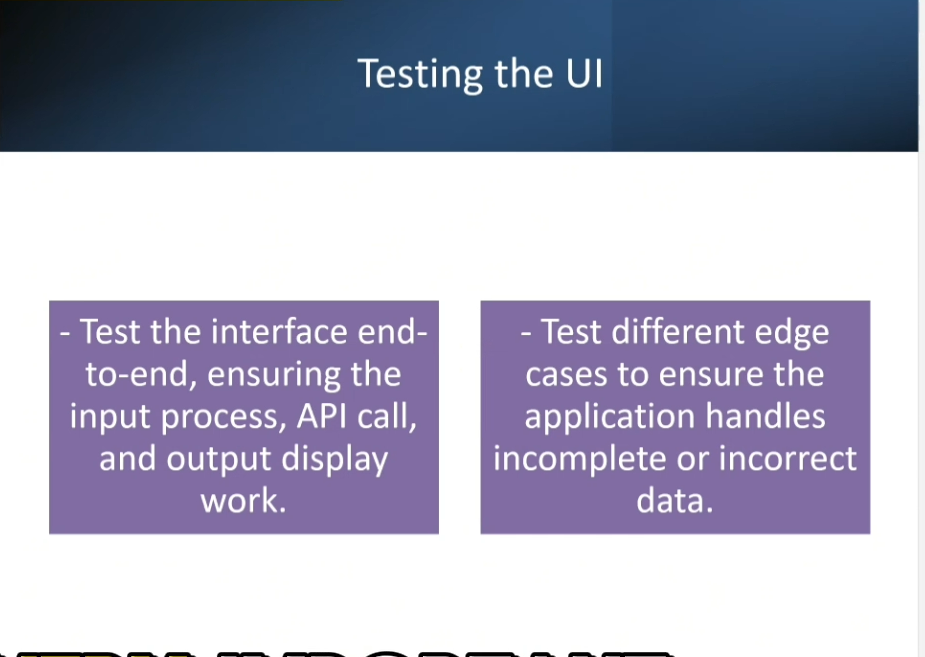 Testing the UI
- Test the interface end-
to-end, ensuring the
input process, API call,
and output display
work.
- Test different edge
cases to ensure the
application handles
incomplete or incorrect
data.